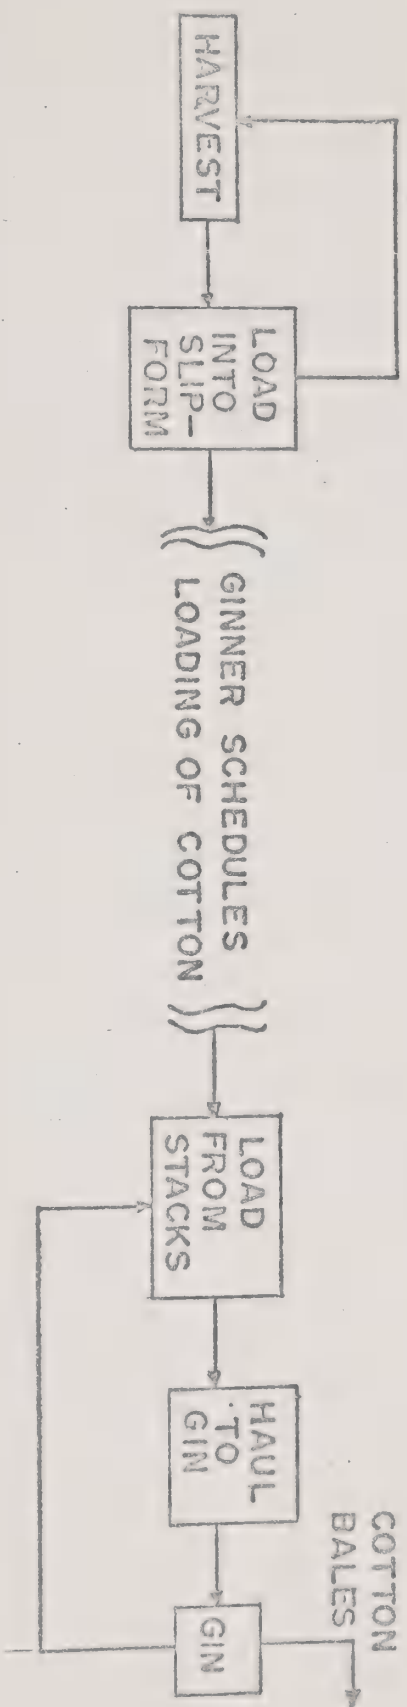 HARVEST
LOAD
INTO
SLIP-
FORM
GINNER SCHEDULES
LOADING OF COTTON
LOAD
FROM
STACKS
HAUL
TO
GIN
GIN
COTTON
BALES